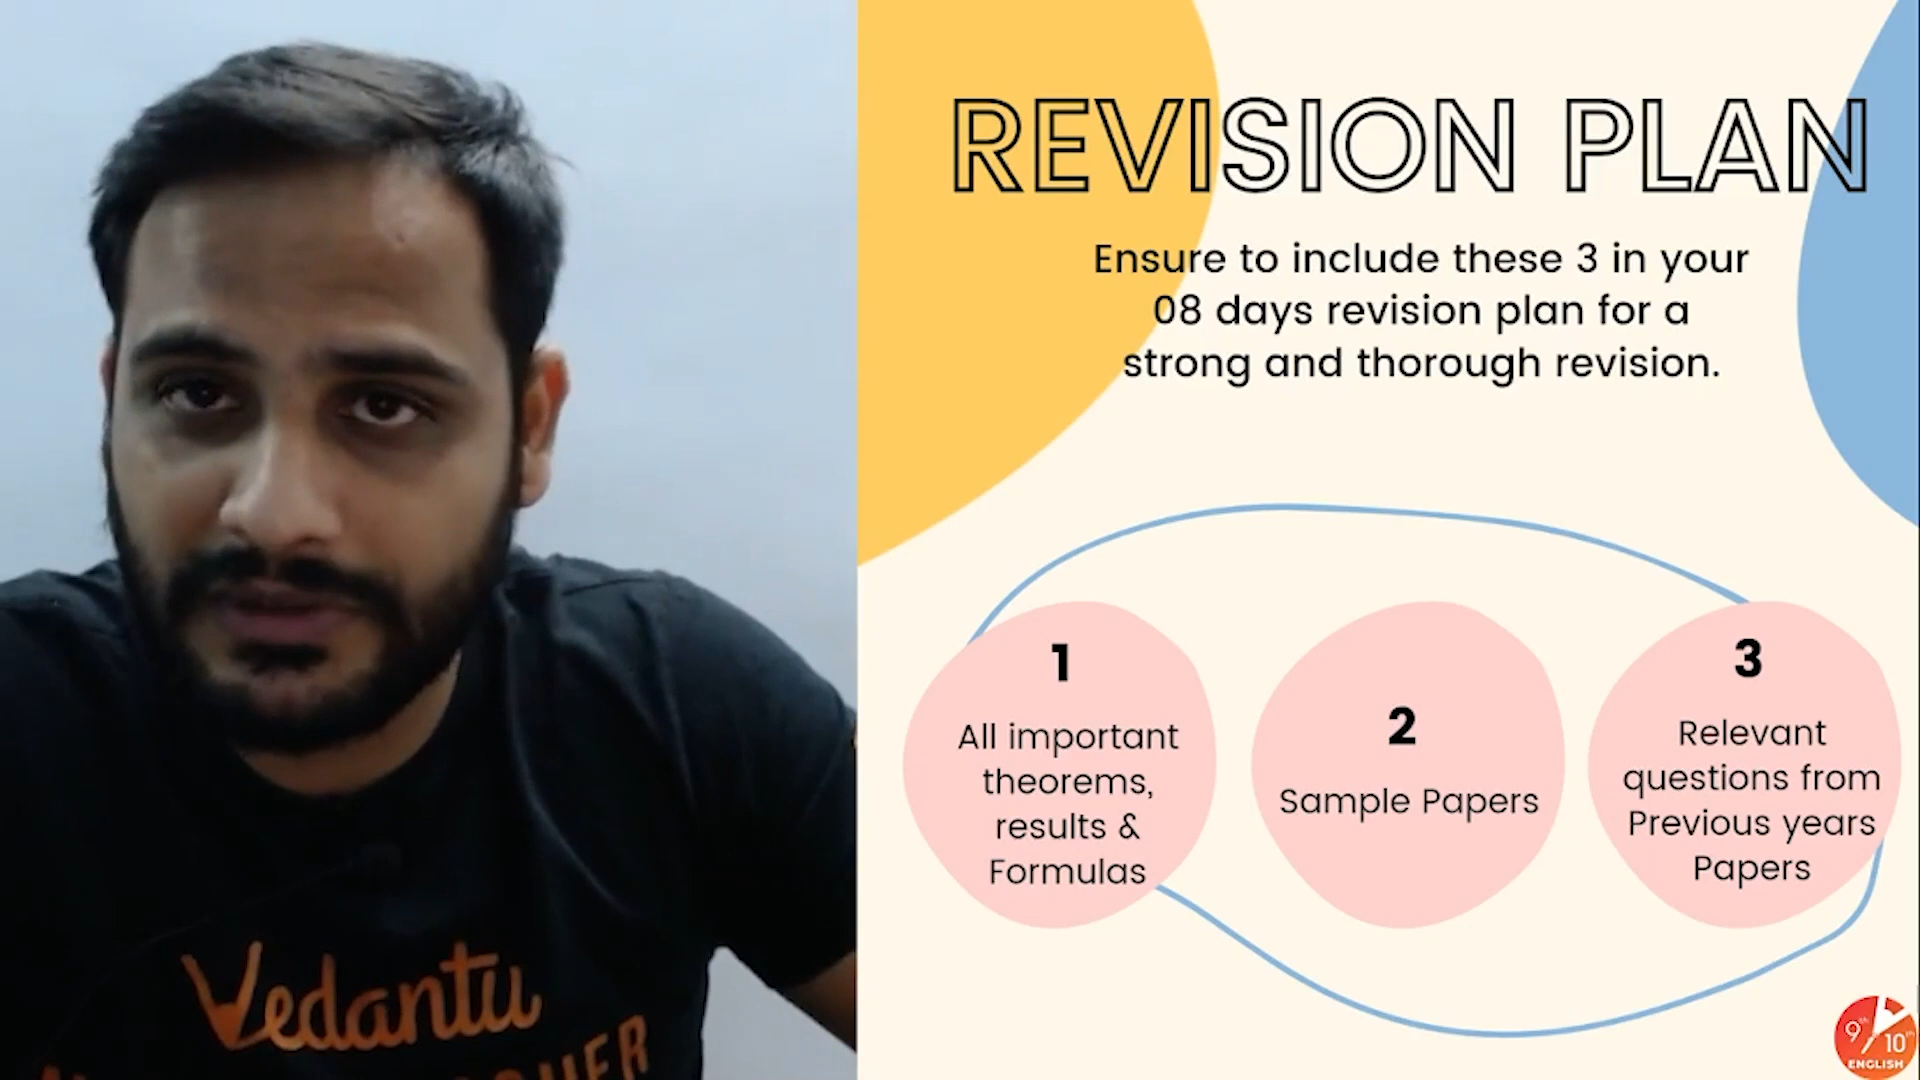 REVISION PLAN
Ensure to include these 3 in your
08 days revision plan for a
strong and thorough revision.
1
All important
theorems,
results &
Formulas
2
Sample Papers
3
Relevant
questions from
Previous years
Papers
Vedantu
9th
10th
ENGLISH